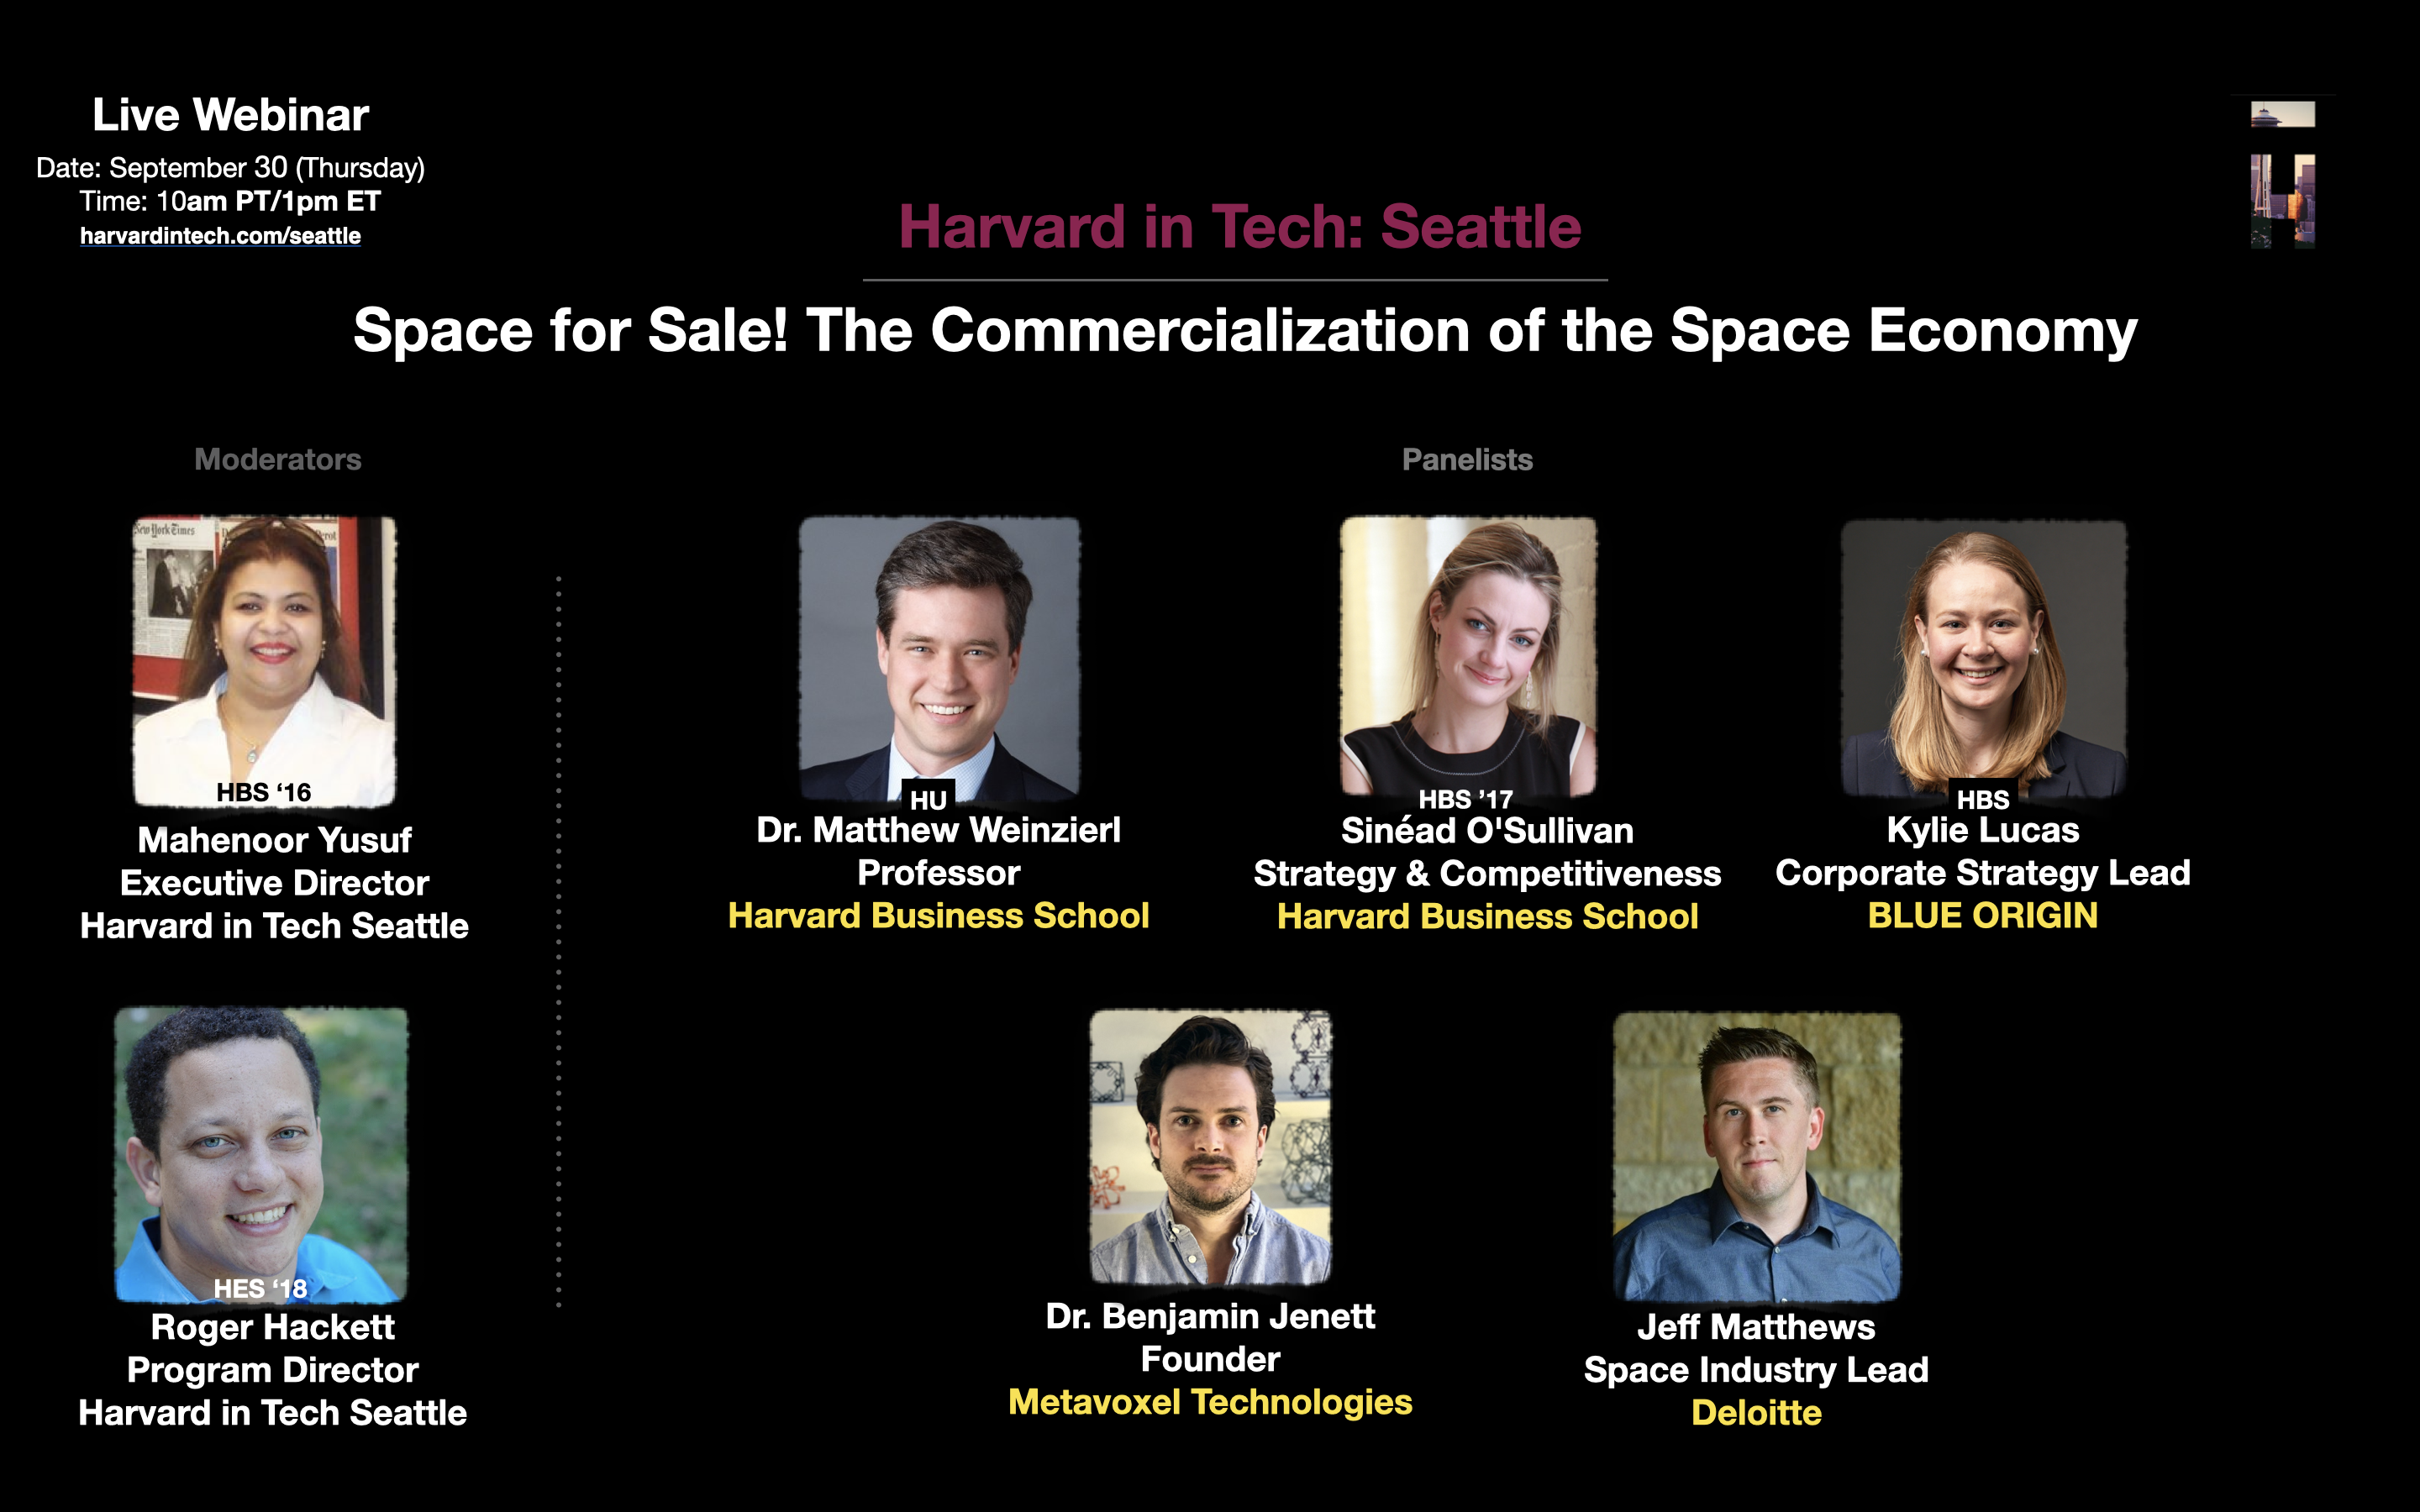 Live Webinar
Date: September 30 (Thursday)
Time: 10am PT/1pm ET
harvardintech.com/seattle
Harvard in Tech: Seattle
Space for Sale! The Commercialization of the Space Economy
Moderators
Panelists
New York Times
HBS ‘16
Mahenoor Yusuf
Executive Director
Harvard in Tech Seattle
HES ‘18
Roger Hackett
Program Director
Harvard in Tech Seattle
HU
Dr. Matthew Weinzierl
Professor
Harvard Business School
HBS ’17
Sinéad O'Sullivan
Strategy & Competitiveness
Harvard Business School
HBS
Kylie Lucas
Corporate Strategy Lead
BLUE ORIGIN
Dr. Benjamin Jenett
Founder
Metavoxel Technologies
Jeff Matthews
Space Industry Lead
Deloitte
H